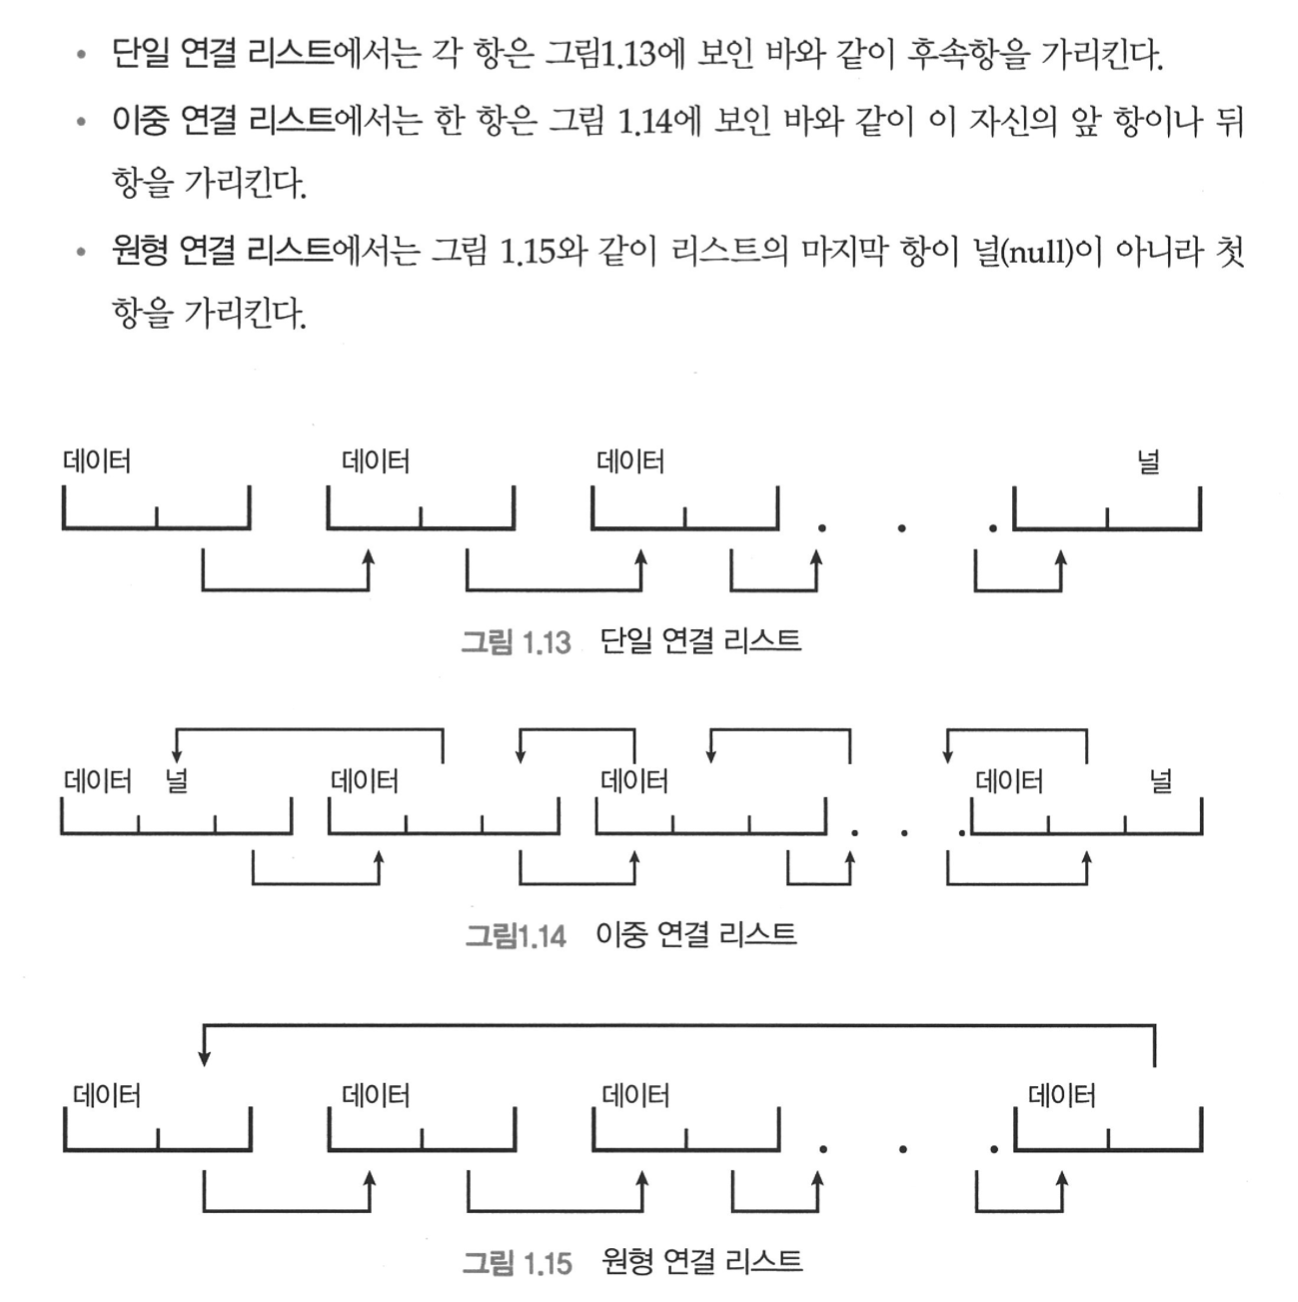 • 단일 연결 리스트에서는 각 항은 그림1.13에 보인 바와 같이 후속항을 가리킨다.
• 이중 연결 리스트에서는 한 항은 그림 1.14에 보인 바와 같이 이 자신의 앞 항이나 뒤
항을 가리킨다.
• 원형 연결 리스트에서는 그림 1.15와 같이 리스트의 마지막 항이 널(null)이 아니라 첫
항을 가리킨다.
데이터 데이터 데이터 널
그림 1.13 단일 연결 리스트
데이터 널 데이터 데이터 데이터 널
그림1.14 이중 연결 리스트
데이터 데이터 데이터 데이터
그림 1.15 원형 연결 리스트